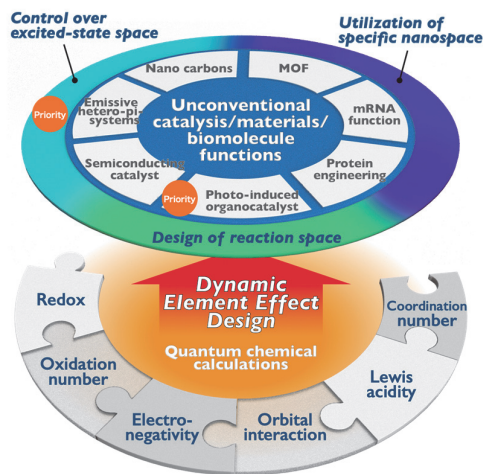 Control over
excited-state space
Utilization of
specific nanospace
Nano carbons
MOF
Priority
Emissive
hetero-pi-
systems
Unconventional
catalysis/materials/
biomolecule
functions
mRNA
function
Semiconducting
catalyst
Protein
engineering
Priority
Photo-induced
organocatalyst
Design of reaction space
Dynamic
Element Effect
Design
Quantum chemical
calculations
Redox
Coordination
number
Oxidation
number
Lewis
acidity
Electro-
negativity
Orbital
interaction